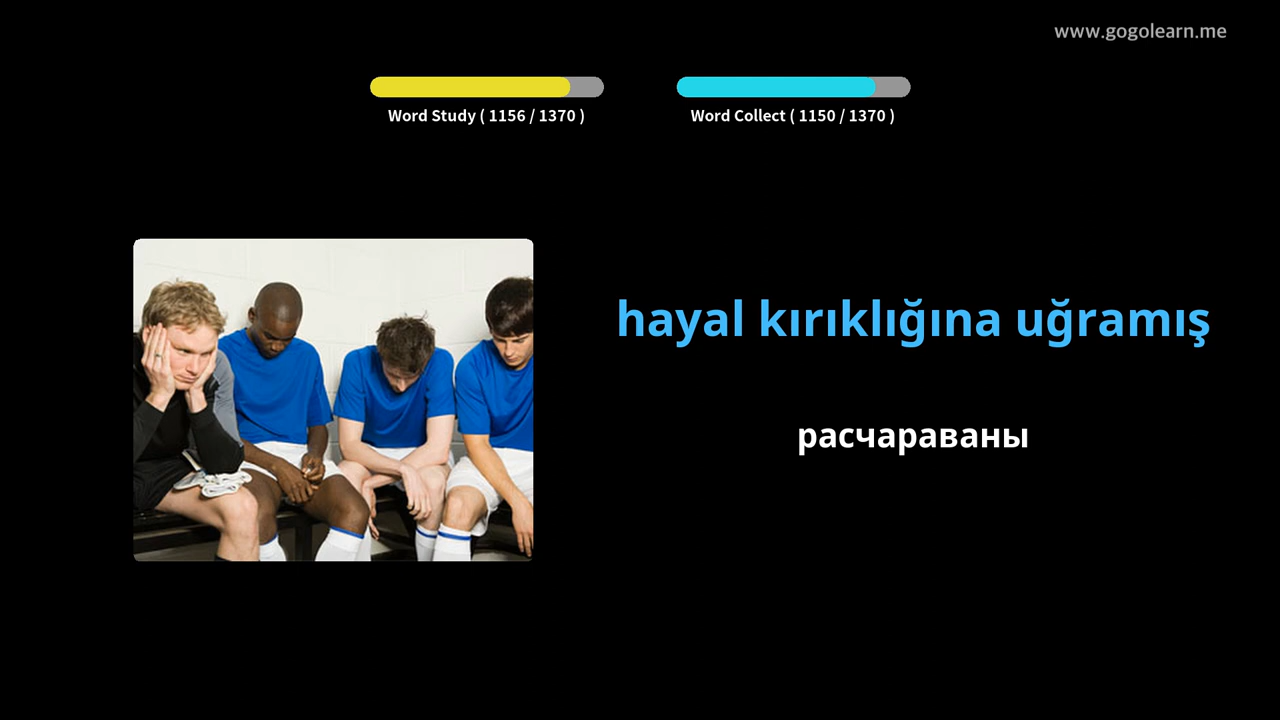 www.gogolearn.me
Word Study ( 1156 / 1370 )
Word Collect ( 1150 / 1370 )
hayal kırıklığına uğramış
расчараваны